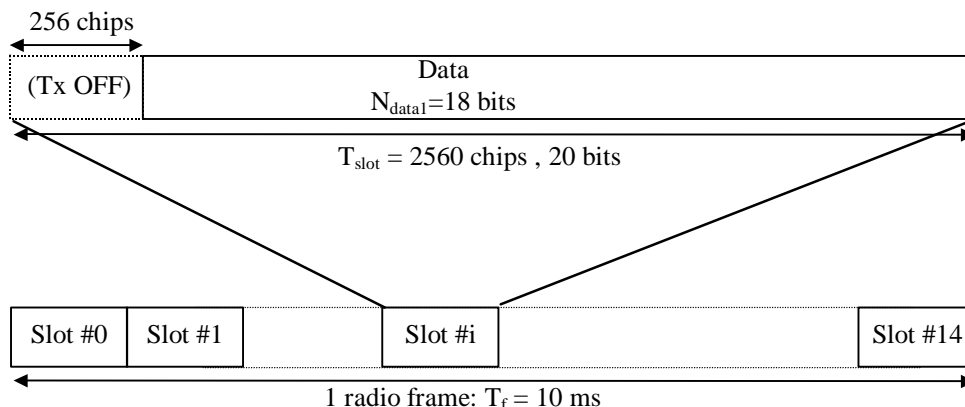 256 chips
(Tx OFF)
Data
N_data1=18 bits
T_slot = 2560 chips , 20 bits
Slot #0 Slot #1 Slot #i Slot #14
1 radio frame: T_f = 10 ms